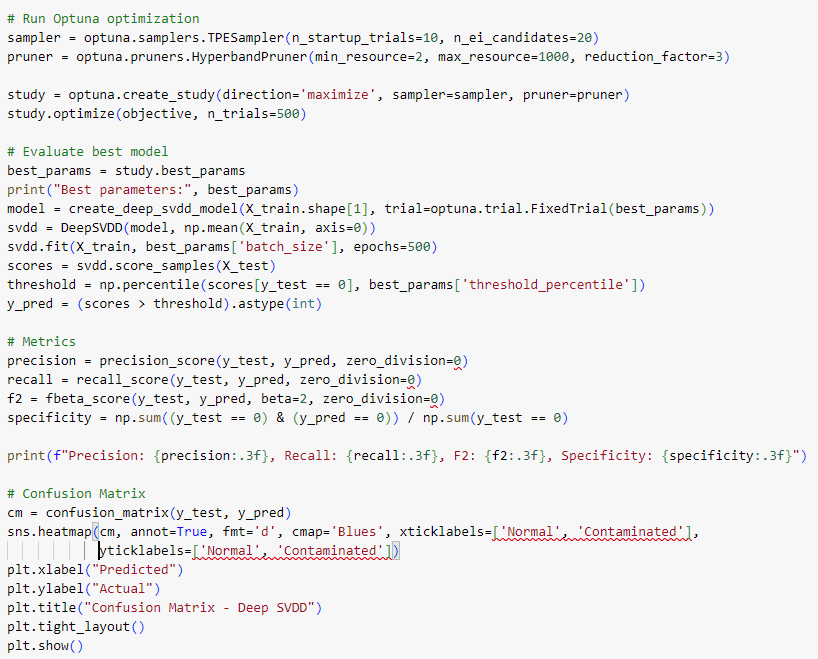 # Run Optuna optimization
sampler = optuna.samplers.TPESampler(n_startup_trials=10, n_ei_candidates=20)
pruner = optuna.pruners.HyperbandPruner(min_resource=2, max_resource=1000, reduction_factor=3)

study = optuna.create_study(direction='maximize', sampler=sampler, pruner=pruner)
study.optimize(objective, n_trials=500)

# Evaluate best model
best_params = study.best_params
print("Best parameters:", best_params)
model = create_deep_svdd_model(X_train.shape[1], trial=optuna.trial.FixedTrial(best_params))
svdd = DeepSVDD(model, np.mean(X_train, axis=0))
svdd.fit(X_train, best_params['batch_size'], epochs=500)
scores = svdd.score_samples(X_test)
threshold = np.percentile(scores[y_test == 0], best_params['threshold_percentile'])
y_pred = (scores > threshold).astype(int)

# Metrics
precision = precision_score(y_test, y_pred, zero_division=0)
recall = recall_score(y_test, y_pred, zero_division=0)
f2 = fbeta_score(y_test, y_pred, beta=2, zero_division=0)
specificity = np.sum((y_test == 0) & (y_pred == 0)) / np.sum(y_test == 0)

print(f"Precision: {precision:.3f}, Recall: {recall:.3f}, F2: {f2:.3f}, Specificity: {specificity:.3f}")

# Confusion Matrix
cm = confusion_matrix(y_test, y_pred)
sns.heatmap(cm, annot=True, fmt='d', cmap='Blues', xticklabels=['Normal', 'Contaminated'],
            yticklabels=['Normal', 'Contaminated'])
plt.xlabel("Predicted")
plt.ylabel("Actual")
plt.title("Confusion Matrix - Deep SVDD")
plt.tight_layout()
plt.show()